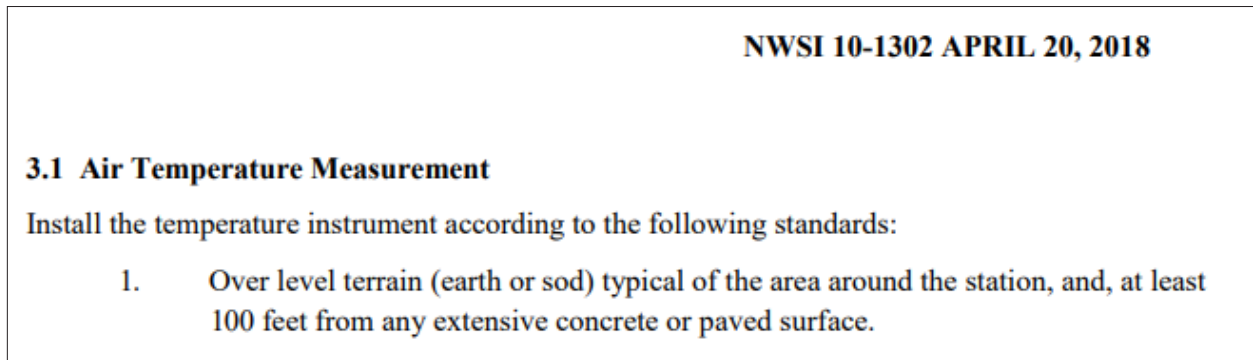 NWSI 10-1302 APRIL 20, 2018
3.1 Air Temperature Measurement
Install the temperature instrument according to the following standards:
1. Over level terrain (earth or sod) typical of the area around the station, and, at least
100 feet from any extensive concrete or paved surface.